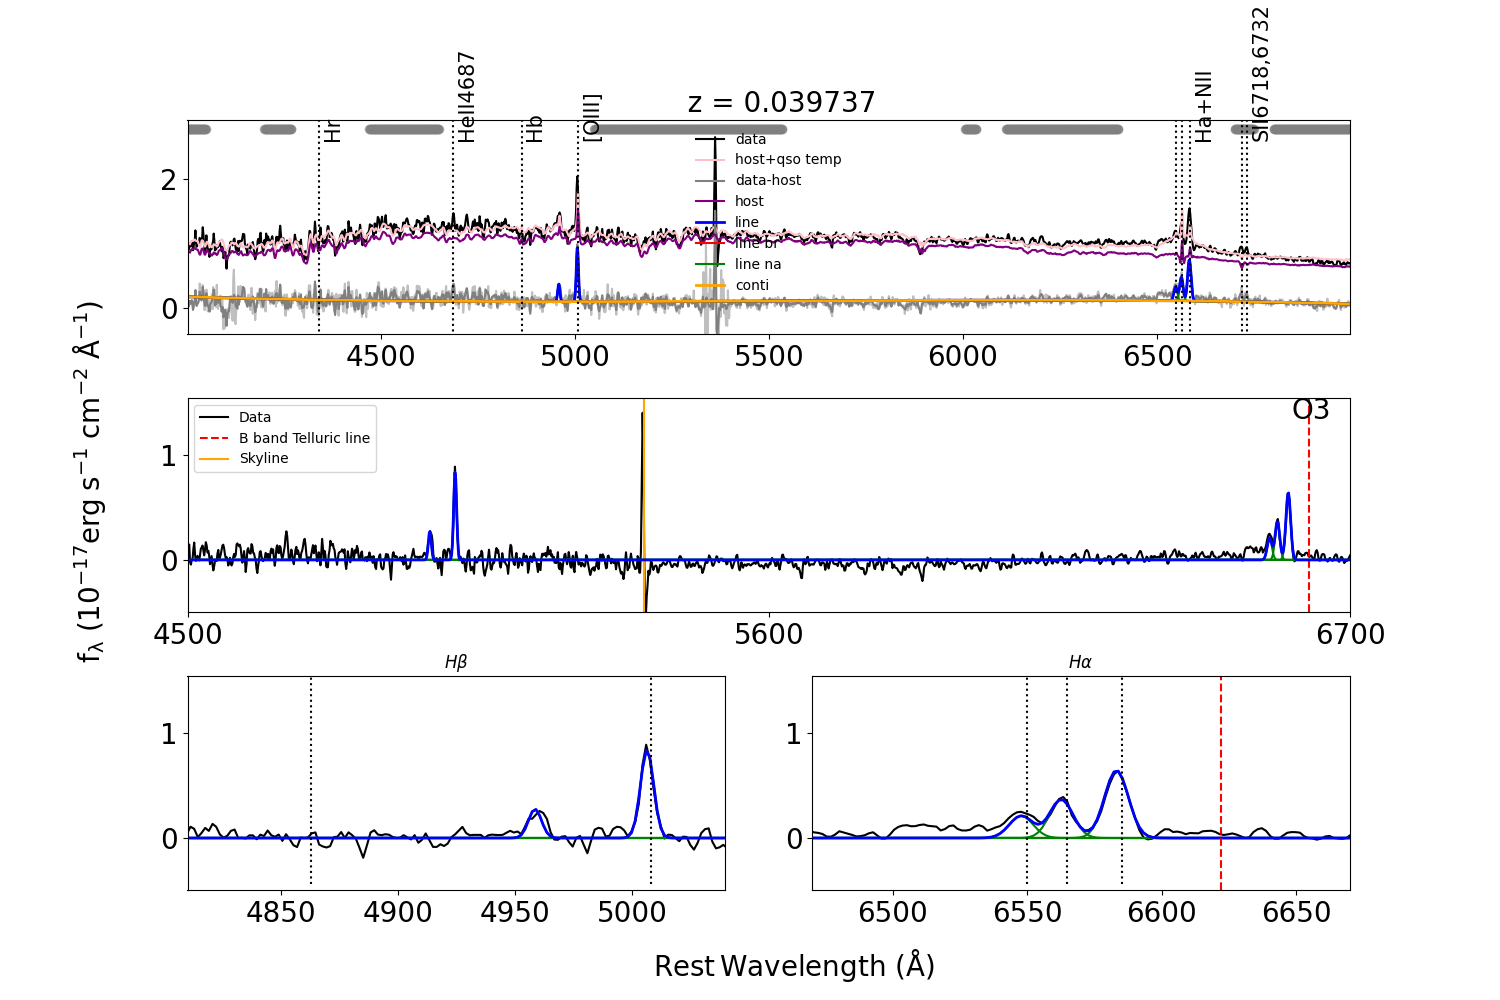 z = 0.039737
Hr
HeII4687
Hb
[OIII]
Ha+NII
SII6718,6732
data
host+qso temp
data-host
host
line
line br
line na
conti
2
0
4500 5000 5500 6000 6500
fλ (10−17erg s−1 cm−2 Å−1)
Data
B band Telluric line
Skyline
O3
1
0
4500 5600 6700
Hβ
1
0
4850 4900 4950 5000
Hα
1
0
6500 6550 6600 6650
Rest Wavelength (Å)